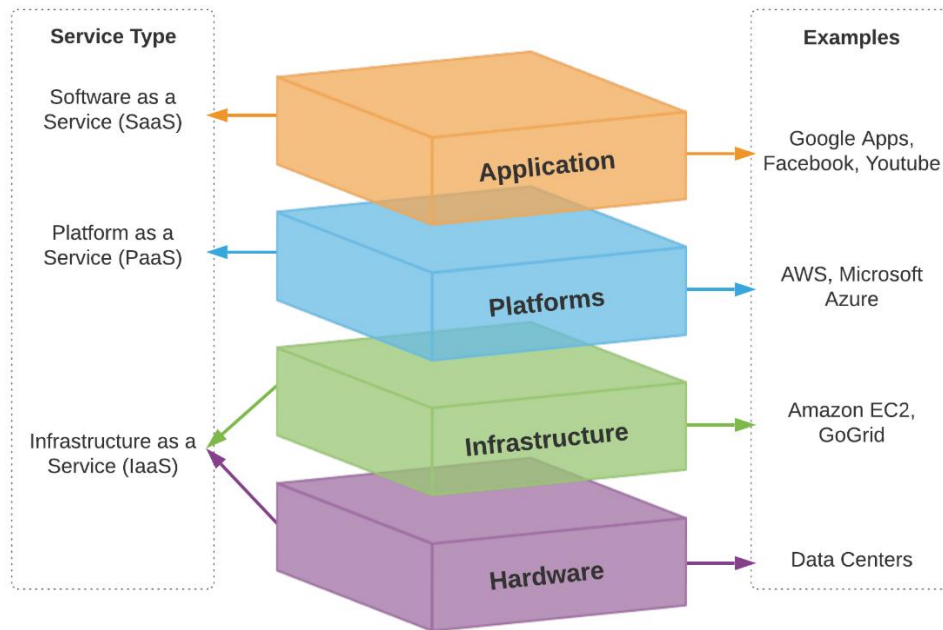 Service Type
Software as a
Service (SaaS)
Platform as a
Service (PaaS)
Infrastructure as a
Service (IaaS)
Application
Platforms
Infrastructure
Hardware
Examples
Google Apps,
Facebook, Youtube
AWS, Microsoft
Azure
Amazon EC2,
GoGrid
Data Centers